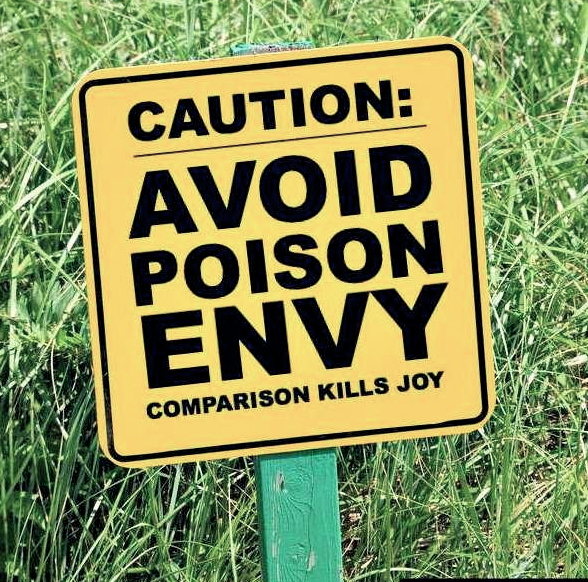 CAUTION:
AVOID
POISON
ENVY
COMPARISON KILLS JOY